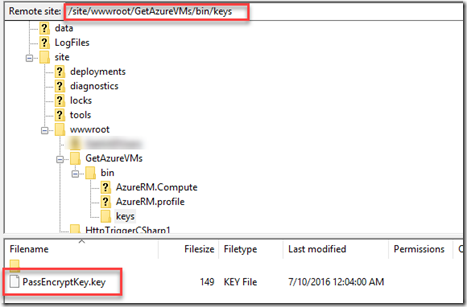 Remote site: /site/wwwroot/GetAzureVMs/bin/keys
data
LogFiles
site
deployments
diagnostics
locks
tools
wwwroot
GetAzureVMs
bin
AzureRM.Compute
AzureRM.profile
keys
HttpTriggerCSharp1
Filename Filesize Filetype Last modified Permissions
PassEncryptKey.key 149 KEY File 7/10/2016 12:04:00 AM